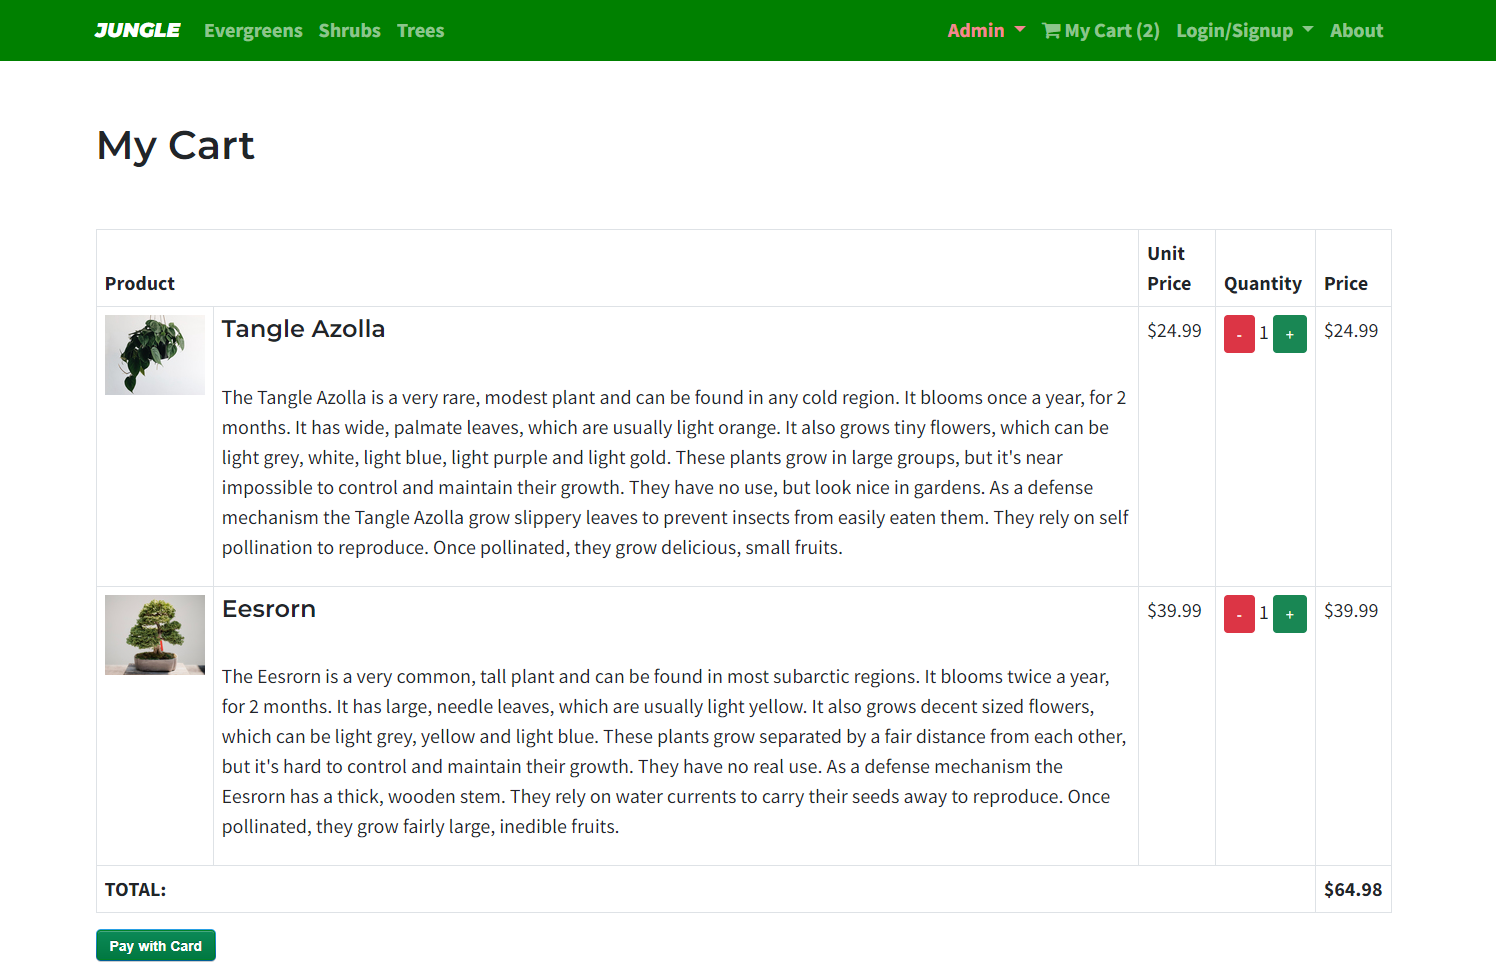 JUNGLE Evergreens Shrubs Trees Admin My Cart (2) Login/Signup About
My Cart
Product Unit Price Quantity Price
Tangle Azolla $24.99 - 1 + $24.99
The Tangle Azolla is a very rare, modest plant and can be found in any cold region. It blooms once a year, for 2
months. It has wide, palmate leaves, which are usually light orange. It also grows tiny flowers, which can be
light grey, white, light blue, light purple and light gold. These plants grow in large groups, but it's near
impossible to control and maintain their growth. They have no use, but look nice in gardens. As a defense
mechanism the Tangle Azolla grow slippery leaves to prevent insects from easily eaten them. They rely on self
pollination to reproduce. Once pollinated, they grow delicious, small fruits.
Eesrorn $39.99 - 1 + $39.99
The Eesrorn is a very common, tall plant and can be found in most subarctic regions. It blooms twice a year,
for 2 months. It has large, needle leaves, which are usually light yellow. It also grows decent sized flowers,
which can be light grey, yellow and light blue. These plants grow separated by a fair distance from each other,
but it's hard to control and maintain their growth. They have no real use. As a defense mechanism the
Eesrorn has a thick, wooden stem. They rely on water currents to carry their seeds away to reproduce. Once
pollinated, they grow fairly large, inedible fruits.
TOTAL: $64.98
Pay with Card